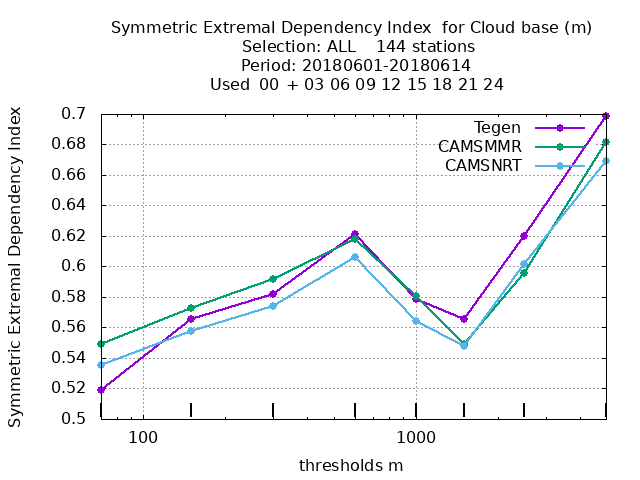 Symmetric Extremal Dependency Index  for Cloud base (m)
Selection: ALL    144 stations
Period: 20180601-20180614
Used  00 + 03 06 09 12 15 18 21 24
Symmetric Extremal Dependency Index
0.7
0.68
0.66
0.64
0.62
0.6
0.58
0.56
0.54
0.52
0.5
Tegen
CAMSMMR
CAMSNRT
100 1000
thresholds m